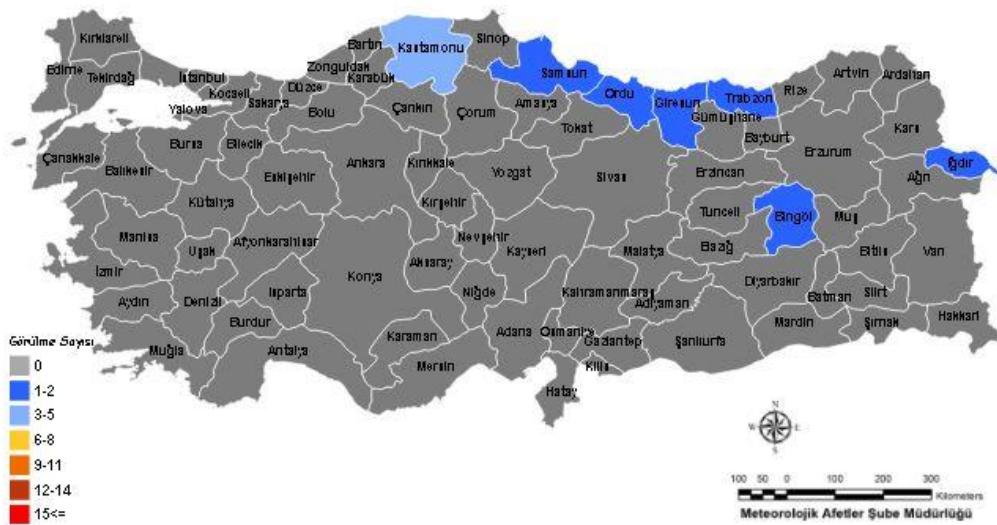 Kırklareli
Edirne
Tekirdağ
İstanbul
Kocaeli
Yalova
Sakarya
Düzce
Zonguldak
Bartın
Karabük
Kastamonu
Sinop
Samsun
Ordu
Giresun
Trabzon
Rize
Artvin
Ardahan
Gümüşhane
Bayburt
Kars
Iğdır
Ağrı
Erzurum
Erzincan
Bolu
Çankırı
Çorum
Amasya
Tokat
Çanakkale
Balıkesir
Bursa
Bilecik
Eskişehir
Ankara
Kırıkkale
Yozgat
Sivas
Kütahya
Kırşehir
Tunceli
Bingöl
Muş
Manisa
Uşak
Afyonkarahisar
Nevşehir
Kayseri
Malatya
Elazığ
Bitlis
Van
İzmir
Konya
Aksaray
Aydın
Denizli
Isparta
Niğde
Kahramanmaraş
Adıyaman
Diyarbakır
Batman
Siirt
Burdur
Karaman
Adana
Osmaniye
Gaziantep
Şanlıurfa
Mardin
Şırnak
Hakkari
Muğla
Antalya
Mersin
Kilis
Hatay
Görülme Sayısı
0
1-2
3-5
6-8
9-11
12-14
15<=
N
W E
S
100 50 0 100 200 300
Kilometers
Meteorolojik Afetler Şube Müdürlüğü